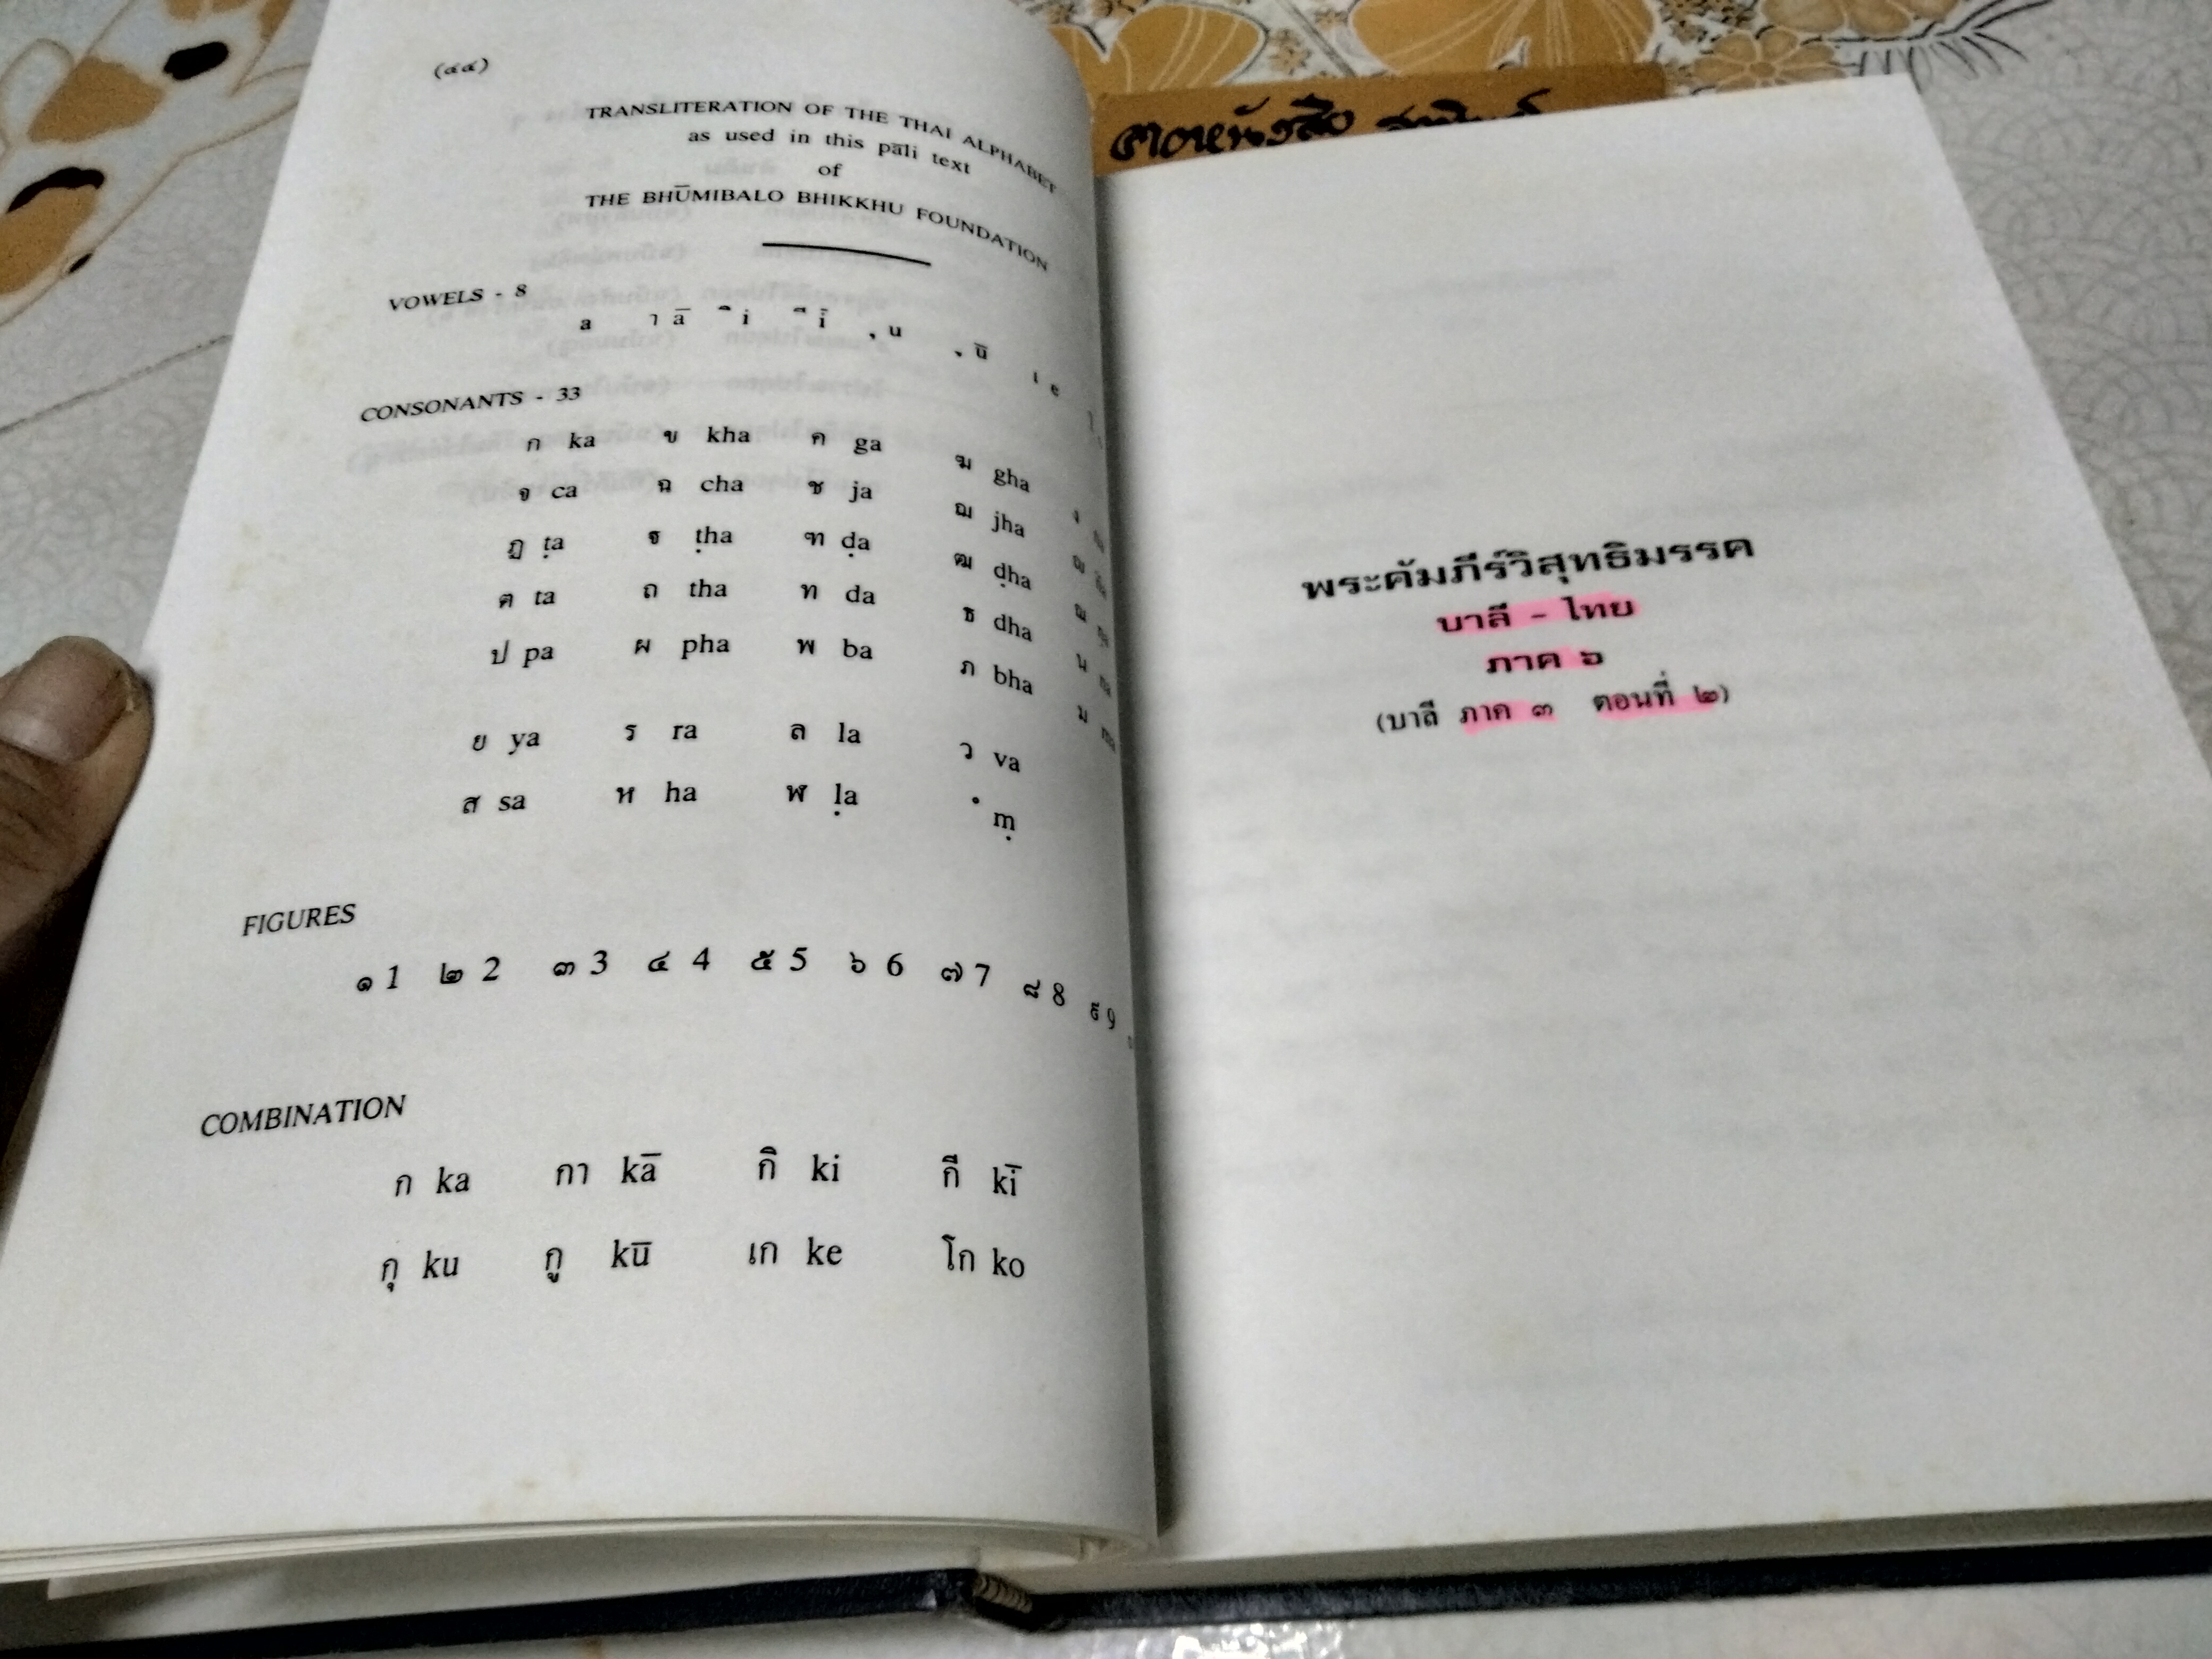 (๔๔)
TRANSLITERATION OF THE THAI ALPHABET
as used in this pāli text
of
THE BHŪMIBALO BHIKKHU FOUNDATION
VOWELS - 8
a า ā ิ i ี ī ุ u ู ū เ e
CONSONANTS - 33
ก ka ข kha ค ga ฆ gha ง
จ ca ฉ cha ช ja ฌ jha
ฏ ṭa ฐ ṭha ฑ ḍa ฒ ḍha ณ
ต ta ถ tha ท da ธ dha น na
ป pa ผ pha พ ba ภ bha ม ma
ย ya ร ra ล la ว va
ส sa ห ha ฬ ḷa ํ ṃ
FIGURES
๑ 1 ๒ 2 ๓ 3 ๔ 4 ๕ 5 ๖ 6 ๗ 7 ๘ 8 ๙ 9
COMBINATION
ก ka กา kā กิ ki กี kī
กุ ku กู kū เก ke โก ko
พระคัมภีร์วิสุทธิมรรค
บาลี - ไทย
ภาค ๖
(บาลี ภาค ๓ ตอนที่ ๒)